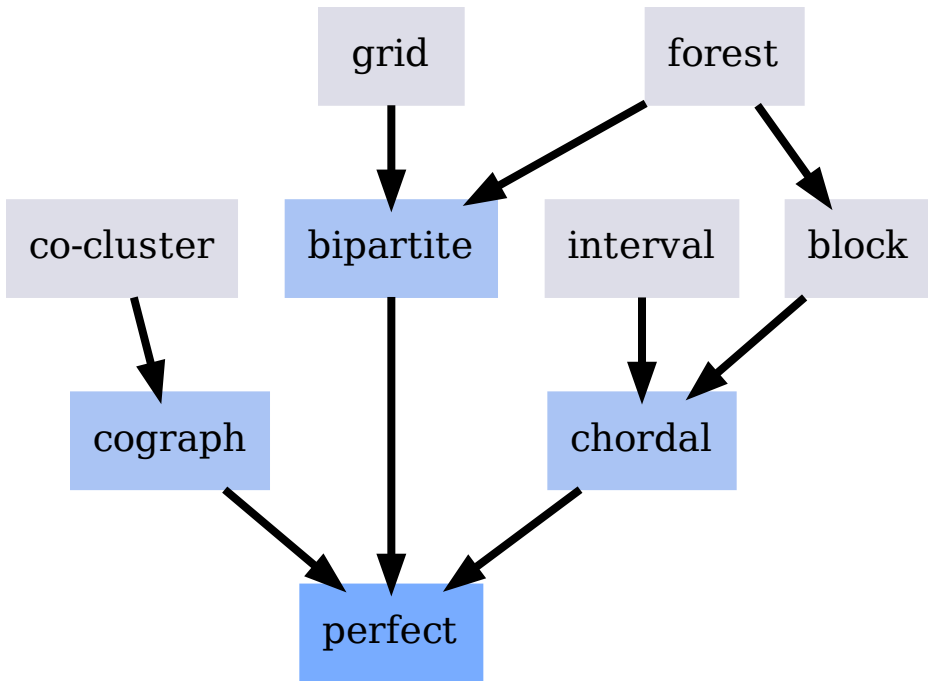 grid
forest
co-cluster
bipartite
interval
block
cograph
chordal
perfect